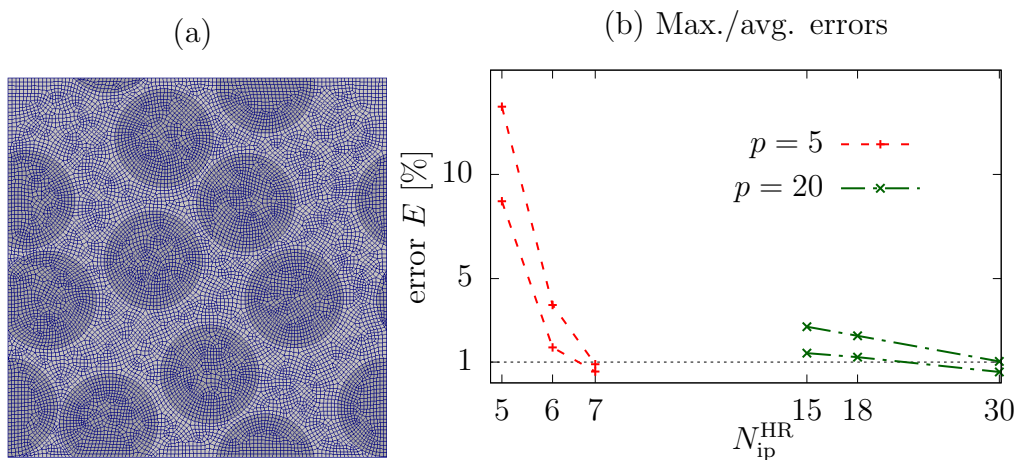 (a)
(b) Max./avg. errors
error E [%]
10
5
1
p = 5
p = 20
5 6 7 15 18 30
N_ip^HR